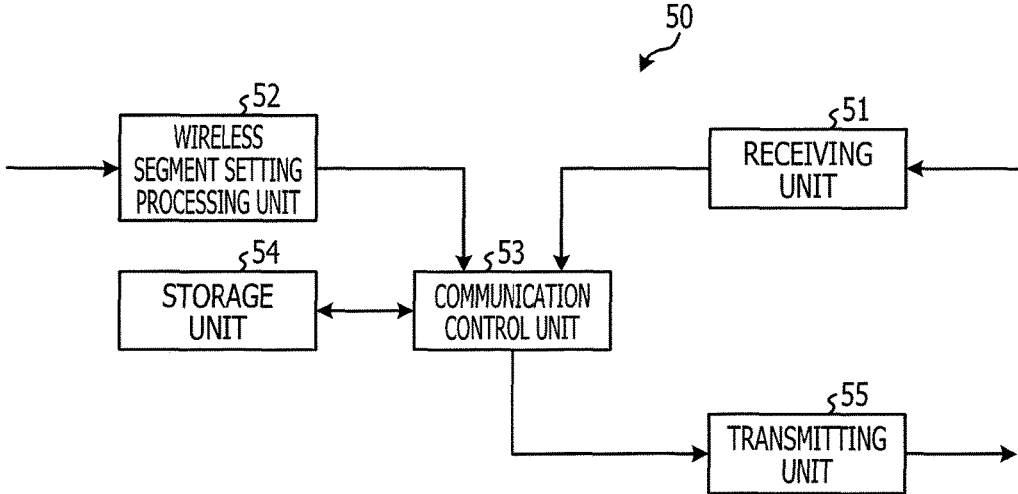 50
52
WIRELESS
SEGMENT SETTING
PROCESSING UNIT
51
RECEIVING
UNIT
54
STORAGE
UNIT
53
COMMUNICATION
CONTROL UNIT
55
TRANSMITTING
UNIT